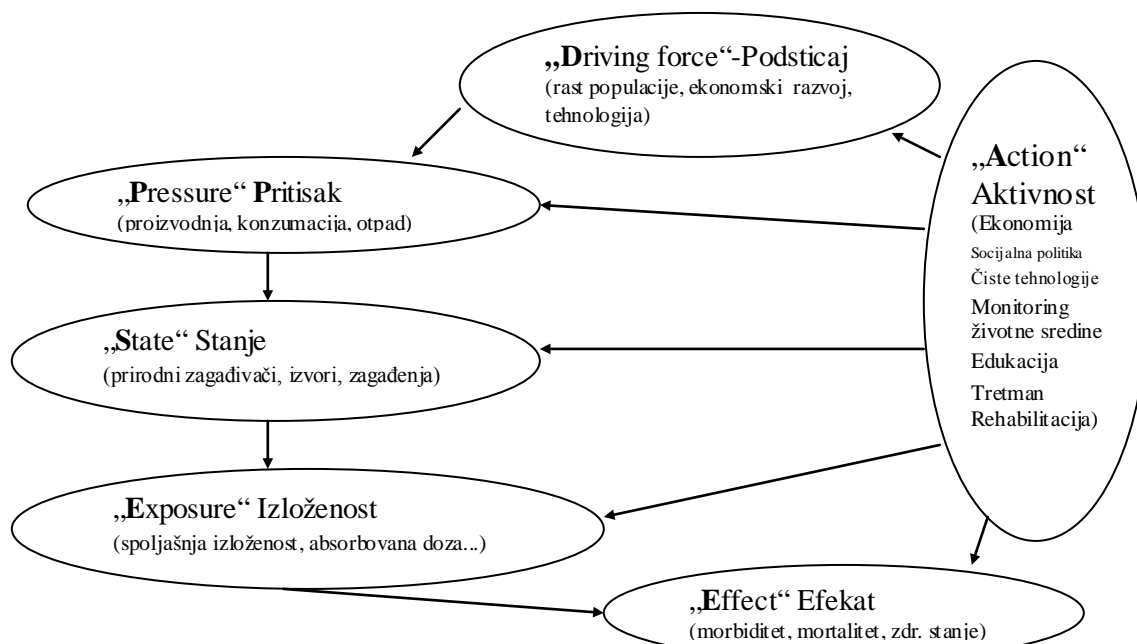 „Driving force“-Podsticaj
(rast populacije, ekonomski razvoj,
tehnologija)
„Pressure“ Pritisak
(proizvodnja, konzumacija, otpad)
„State“ Stanje
(prirodni zagađivači, izvori, zagađenja)
„Exposure“ Izloženost
(spoljašnja izloženost, absorbovana doza...)
„Effect“ Efekat
(morbiditet, mortalitet, zdr. stanje)
„Action“
Aktivnost
(Ekonomija
Socijalna politika
Čiste tehnologije
Monitoring
životne sredine
Edukacija
Tretman
Rehabilitacija)